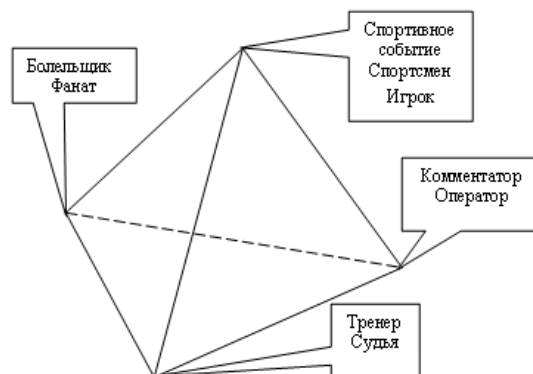 Спортивное
событие
Спортсмен
Игрок
Болельщик
Фанат
Комментатор
Оператор
Тренер
Судья